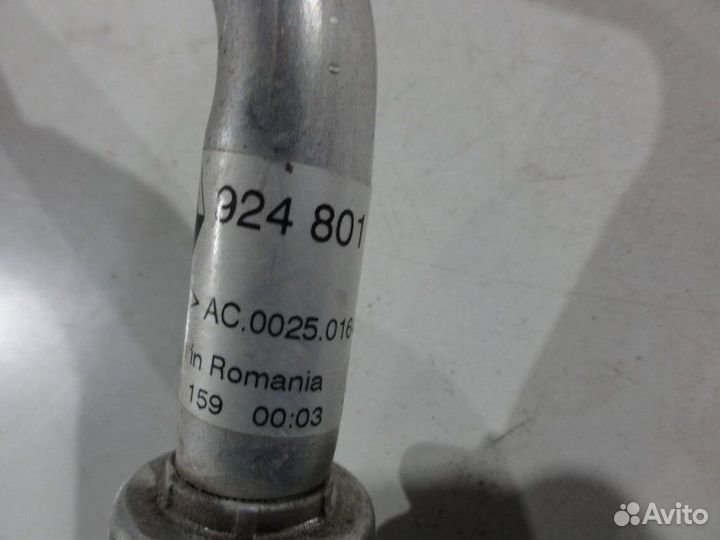 924 801
> AC.0025.016
in Romania
159 00:03
Avito